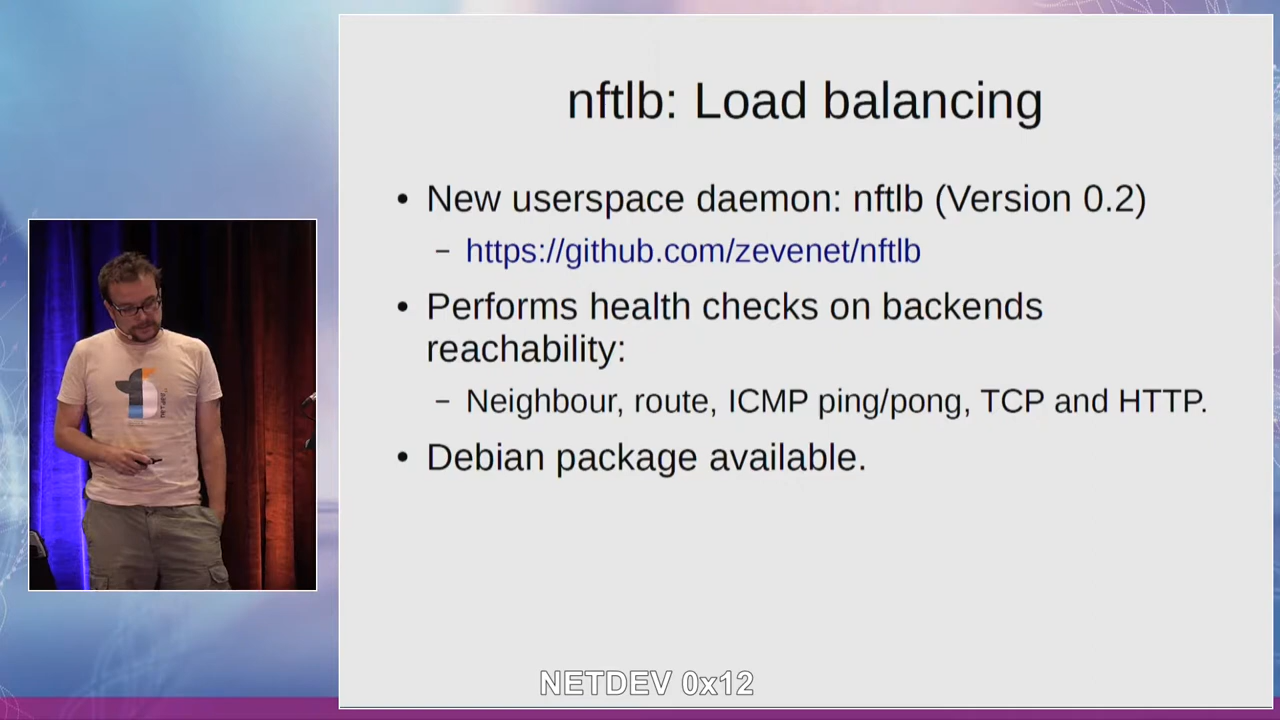 nftlb: Load balancing
• New userspace daemon: nftlb (Version 0.2)
– https://github.com/zevenet/nftlb
• Performs health checks on backends
reachability:
– Neighbour, route, ICMP ping/pong, TCP and HTTP.
• Debian package available.
NETDEV 0x12